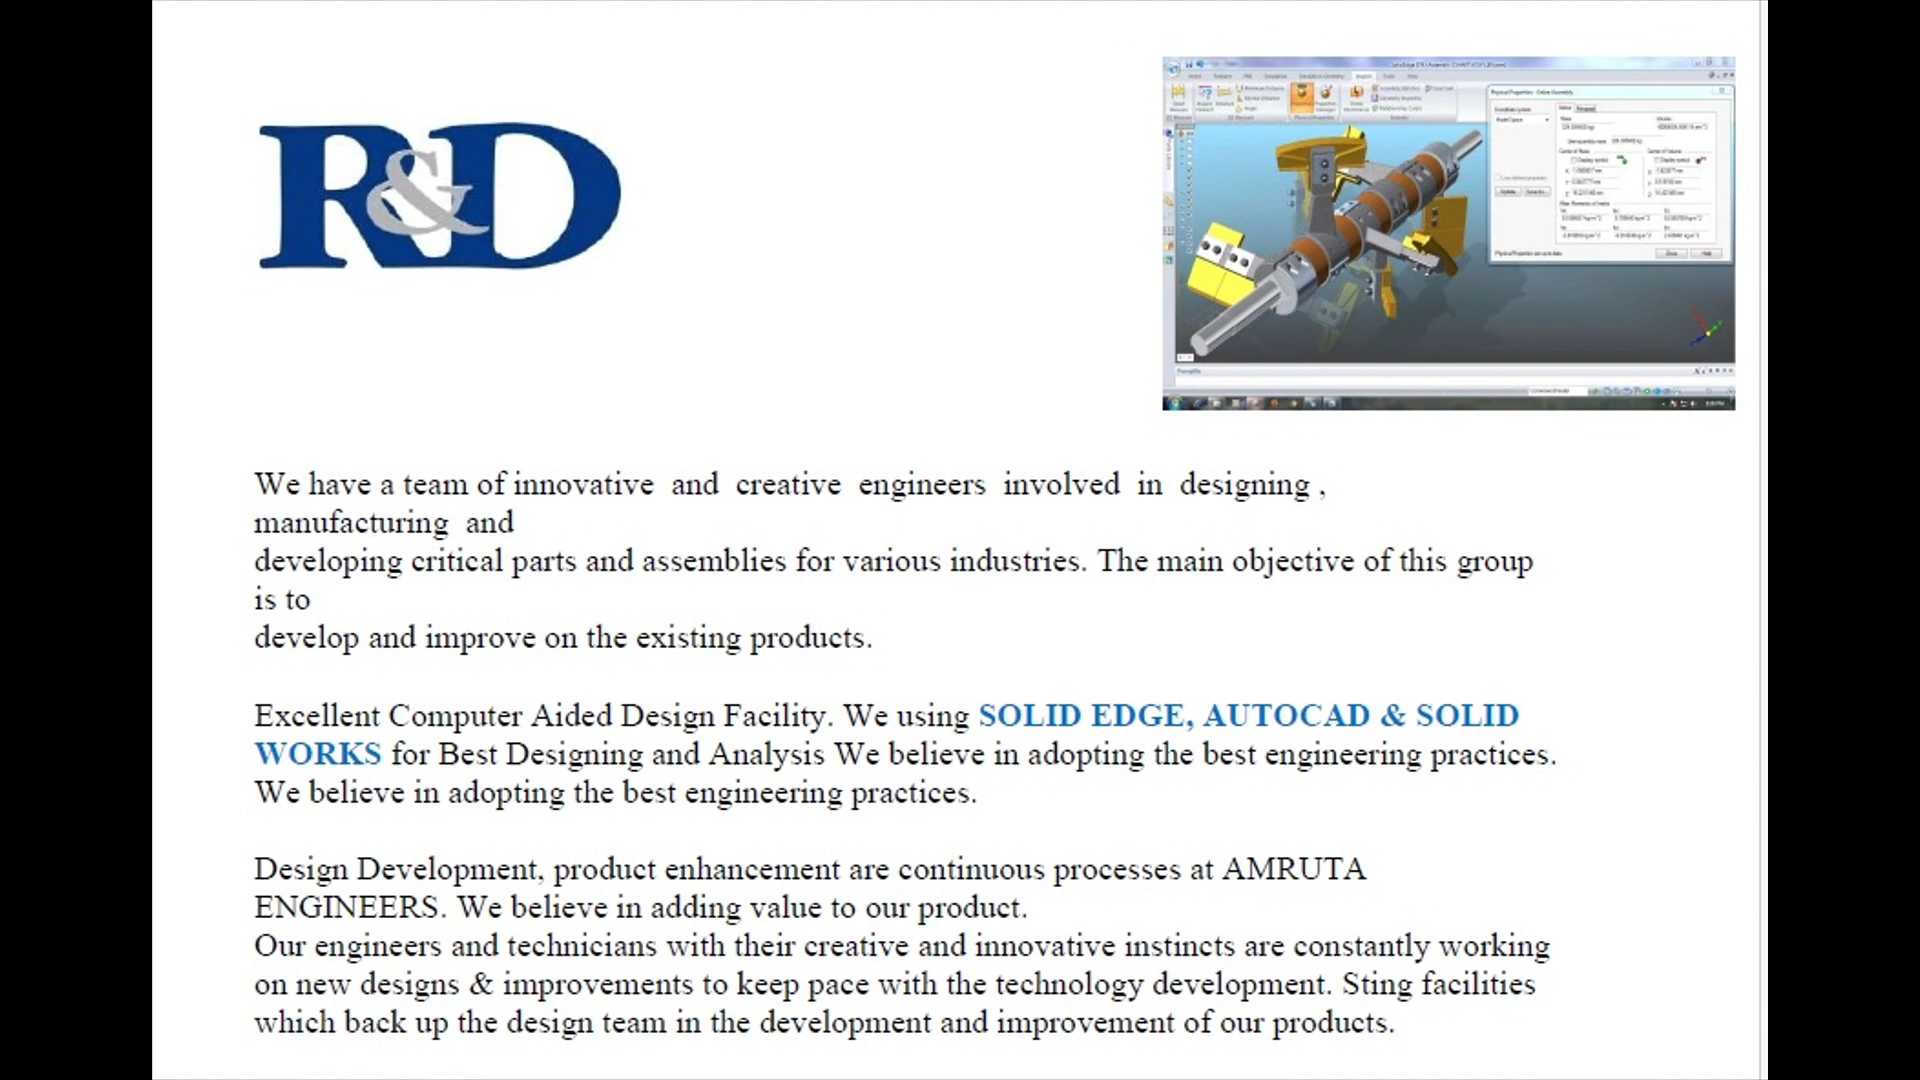 R&D
Physical Properties
We have a team of innovative and creative engineers involved in designing ,
manufacturing and
developing critical parts and assemblies for various industries. The main objective of this group
is to
develop and improve on the existing products.
Excellent Computer Aided Design Facility. We using SOLID EDGE, AUTOCAD & SOLID
WORKS for Best Designing and Analysis We believe in adopting the best engineering practices.
We believe in adopting the best engineering practices.
Design Development, product enhancement are continuous processes at AMRUTA
ENGINEERS. We believe in adding value to our product.
Our engineers and technicians with their creative and innovative instincts are constantly working
on new designs & improvements to keep pace with the technology development. Sting facilities
which back up the design team in the development and improvement of our products.